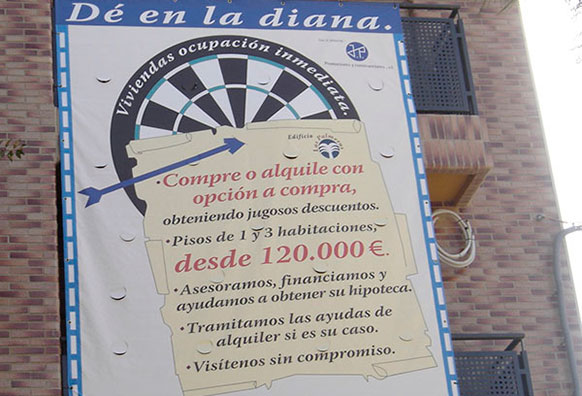 Dé en la diana.
Viviendas ocupación inmediata.
Edificio
Las Palmeras
·Compre o alquile con
opción a compra,
obteniendo jugosos descuentos.
·Pisos de 1 y 3 habitaciones,
desde 120.000 €.
·Asesoramos, financiamos y
ayudamos a obtener su hipoteca.
·Tramitamos las ayudas de
alquiler si es su caso.
·Visítenos sin compromiso.